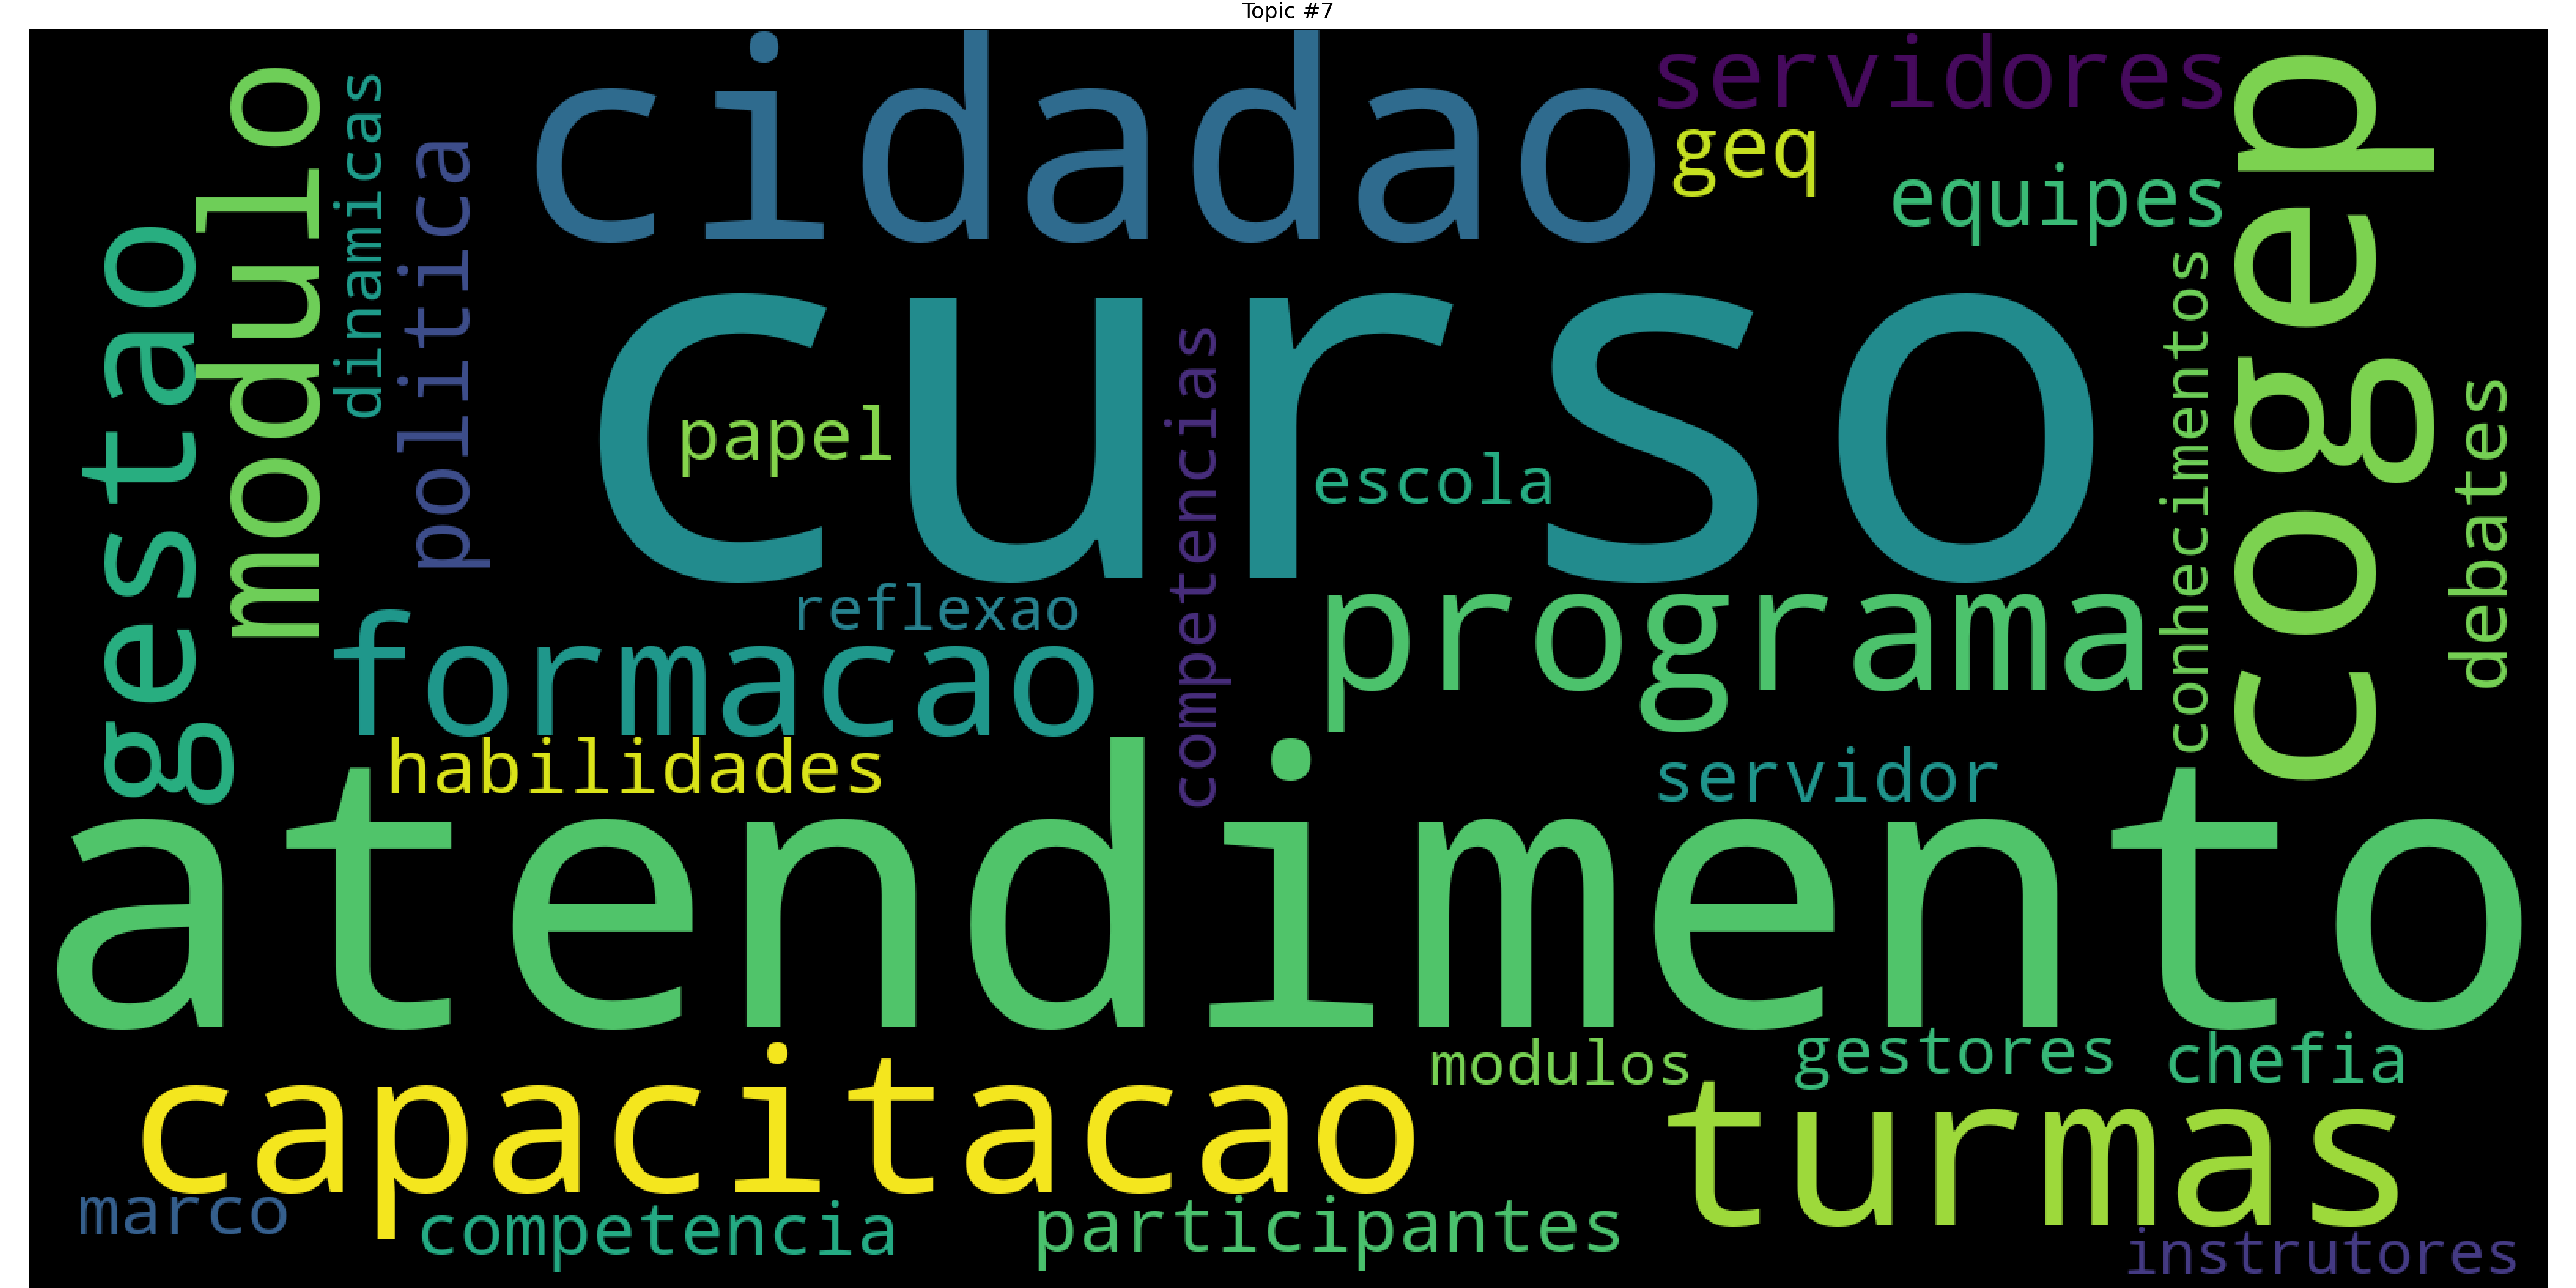 Topic #7
cidadao
servidores
geq
equipes
cogep
modulo
dinamicas
politica
gestao
curso
papel
escola
competencias
conhecimentos
debates
reflexao
formacao
programa
habilidades
servidor
atendimento
capacitacao
modulos
gestores
chefia
turmas
marco
competencia
participantes
instrutores